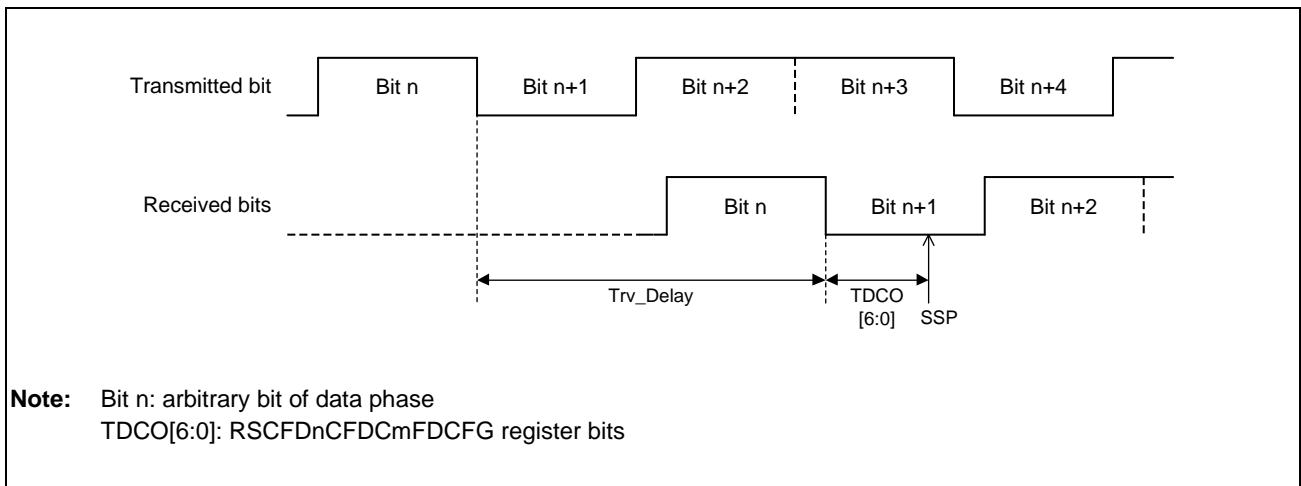 Transmitted bit
Bit n
Bit n+1
Bit n+2
Bit n+3
Bit n+4
Received bits
Bit n
Bit n+1
Bit n+2
Trv_Delay
TDCO
[6:0]
SSP
Note: Bit n: arbitrary bit of data phase
TDCO[6:0]: RSCFDnCFDCmFDCFG register bits